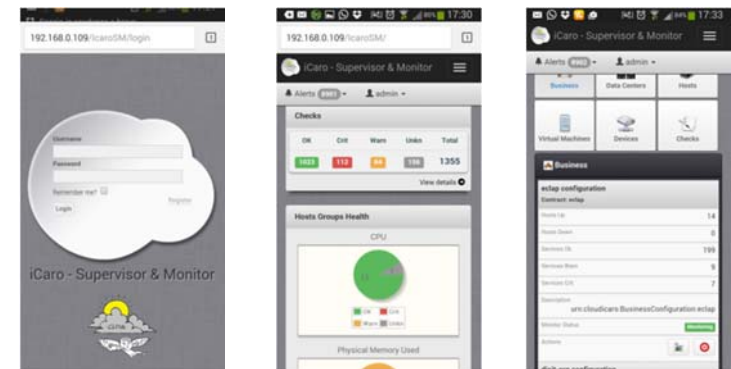 192.168.0.109/IcaroSM/login
Username
Password
Remember me?
Login
Register
iCaro - Supervisor & Monitor
17:30
192.168.0.109/IcaroSM/
iCaro - Supervisor & Monitor
Alerts
admin
Checks
OK Crit Warn Unkn Total
1023 112 1355
View details
Hosts Groups Health
CPU
OK Crit
Warn Unkn
Physical Memory Used
17:33
iCaro - Supervisor & Monitor
Alerts
admin
Business Data Centers Hosts
Virtual Machines Devices Checks
Business
eclap configuration
Contract: eclap
Hosts Up 14
Hosts Down 0
Services Ok 199
Services Warn 9
Services Crit 7
Description
urn:cloudicaro:BusinessConfiguration:eclap
Monitor Status Monitoring
Actions